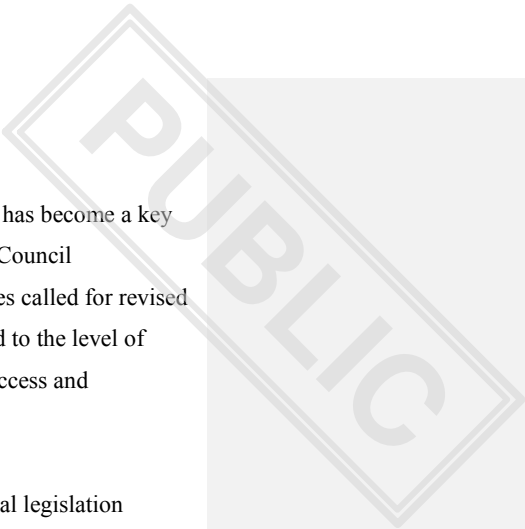 has become a key
Council
es called for revised
d to the level of
ccess and
al legislation
PUBLIC